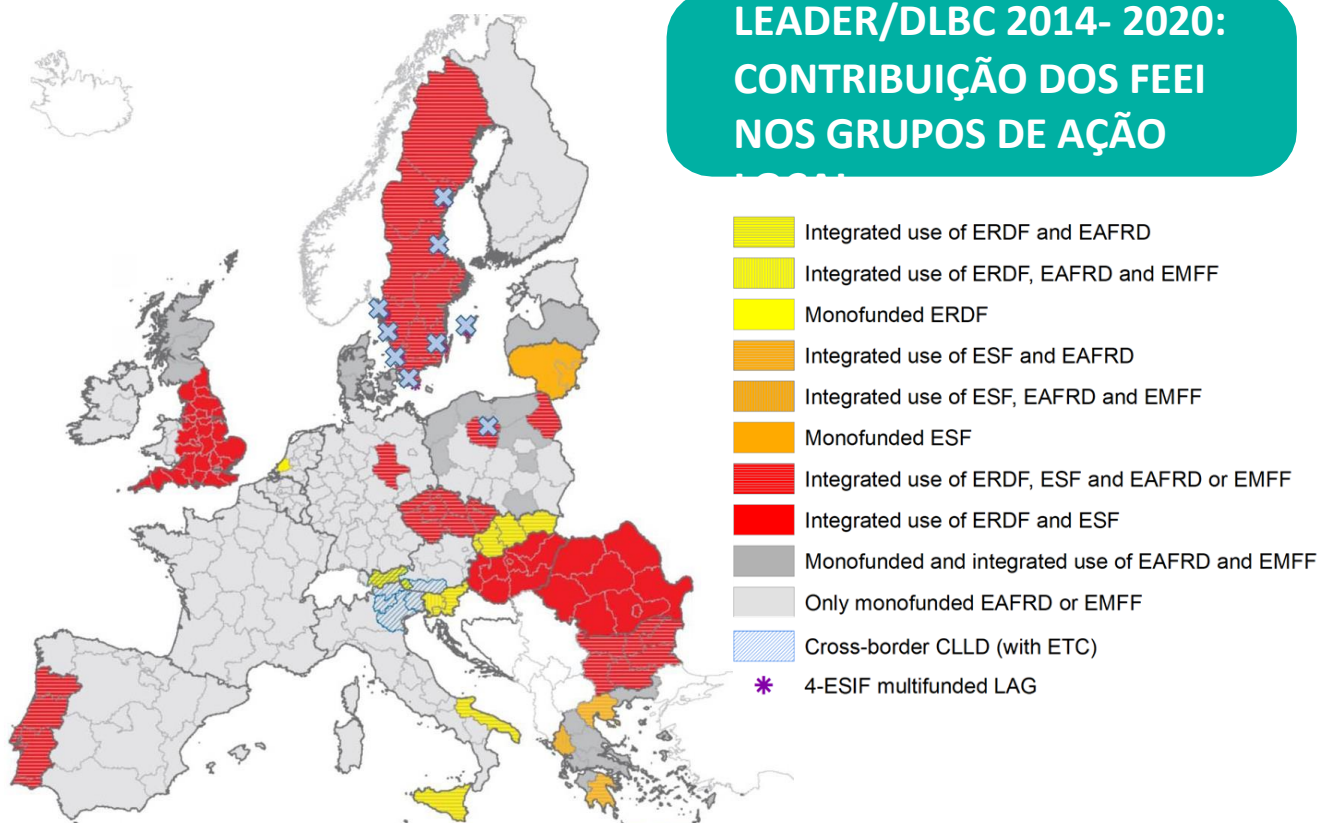 LEADER/DLBC 2014- 2020:
CONTRIBUIÇÃO DOS FEEI
NOS GRUPOS DE AÇÃO
Integrated use of ERDF and EAFRD
Integrated use of ERDF, EAFRD and EMFF
Monofunded ERDF
Integrated use of ESF and EAFRD
Integrated use of ESF, EAFRD and EMFF
Monofunded ESF
Integrated use of ERDF, ESF and EAFRD or EMFF
Integrated use of ERDF and ESF
Monofunded and integrated use of EAFRD and EMFF
Only monofunded EAFRD or EMFF
Cross-border CLLD (with ETC)
4-ESIF multifunded LAG